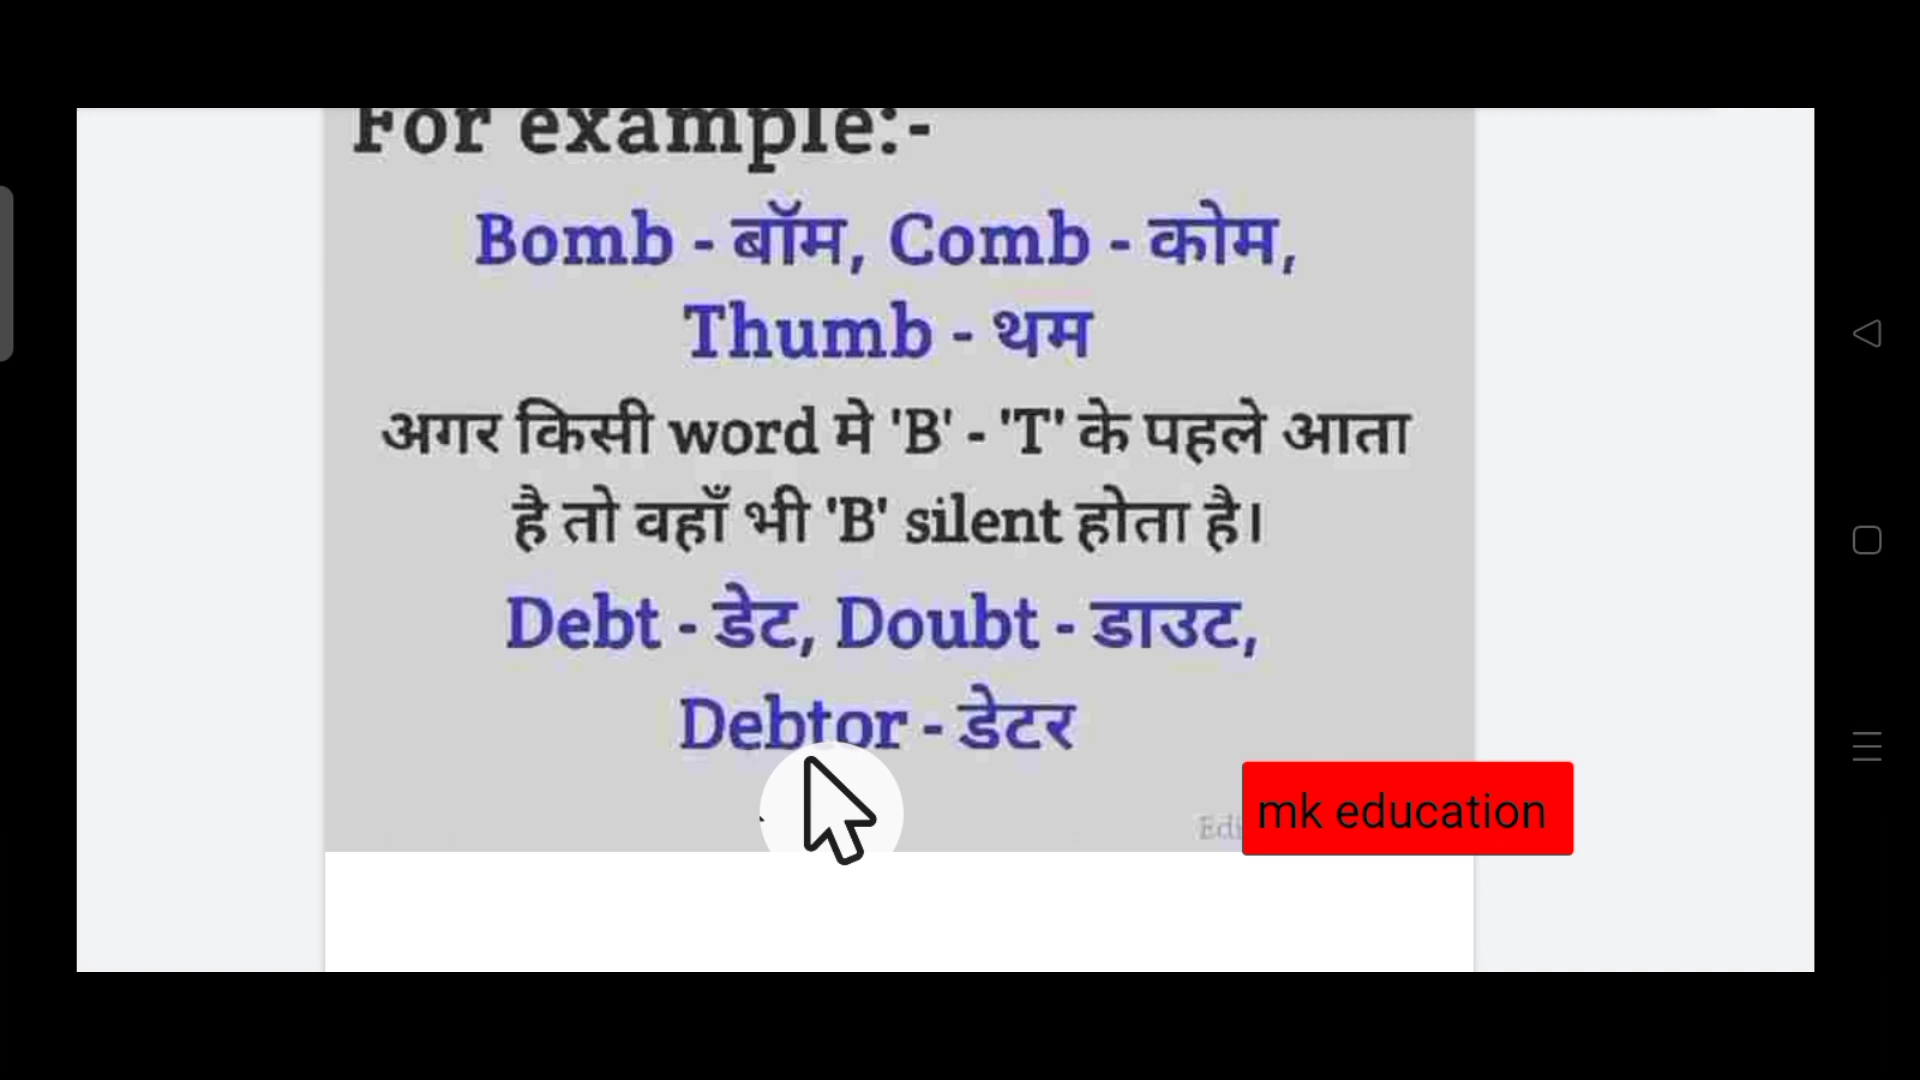 For example:-
Bomb - बॉम, Comb - कोम,
Thumb - थम
अगर किसी word मे 'B' - 'T' के पहले आता
है तो वहाँ भी 'B' silent होता है।
Debt - डेट, Doubt - डाउट,
Debtor - डेटर
mk education